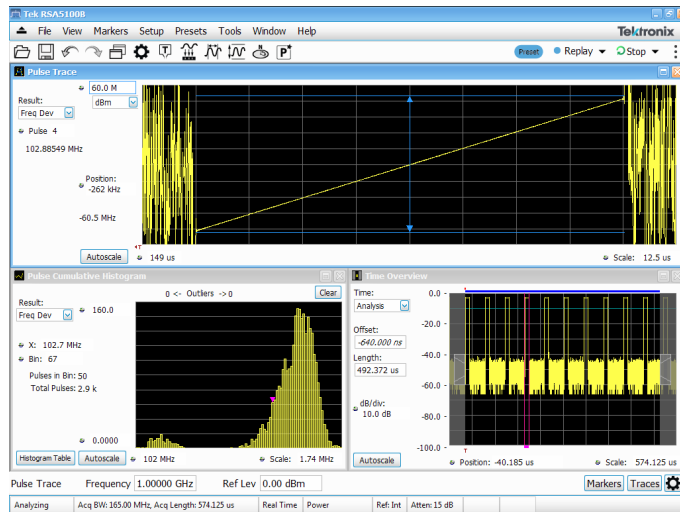 Tek RSA5100B
File View Markers Setup Presets Tools Window Help
Tektronix
Preset Replay Stop
Pulse Trace
60.0 M
Result:
dBm
Freq Dev
Pulse 4
102.88549 MHz
Position:
-262 kHz
-60.5 MHz
Autoscale
149 us
Scale: 12.5 us
Pulse Cumulative Histogram
Result:
Freq Dev
160.0
0 <- Outliers ->0
Clear
X: 102.7 MHz
Bin: 67
Pulses in Bin: 50
Total Pulses: 2.9 k
0.0000
Histogram Table
Autoscale
102 MHz
Scale: 1.74 MHz
Time Overview
Time:
Analysis
Offset:
-640.000 ns
Length:
492.372 us
dB/div:
10.0 dB
Autoscale
0.0
-20.0
-40.0
-60.0
-80.0
-100.0
T
Position: -40.185 us
Scale: 574.125 us
Pulse Trace Frequency 1.00000 GHz Ref Lev 0.00 dBm
Markers Traces
Analyzing Acq BW: 165.00 MHz, Acq Length: 574.125 us Real Time Power Ref: Int Atten: 15 dB